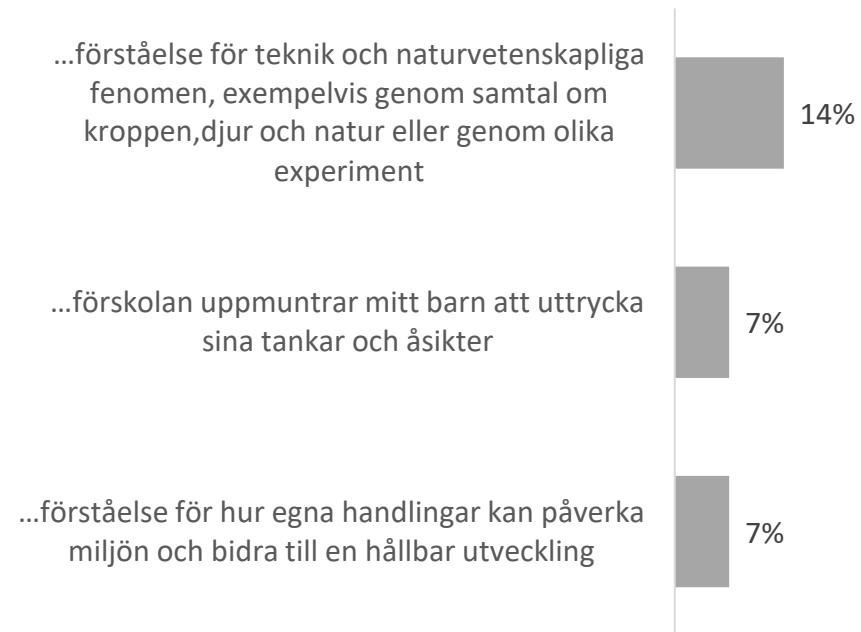 …förståelse för teknik och naturvetenskapliga
fenomen, exempelvis genom samtal om
kroppen,djur och natur eller genom olika
experiment
14%
…förskolan uppmuntrar mitt barn att uttrycka
sina tankar och åsikter
7%
…förståelse för hur egna handlingar kan påverka
miljön och bidra till en hållbar utveckling
7%